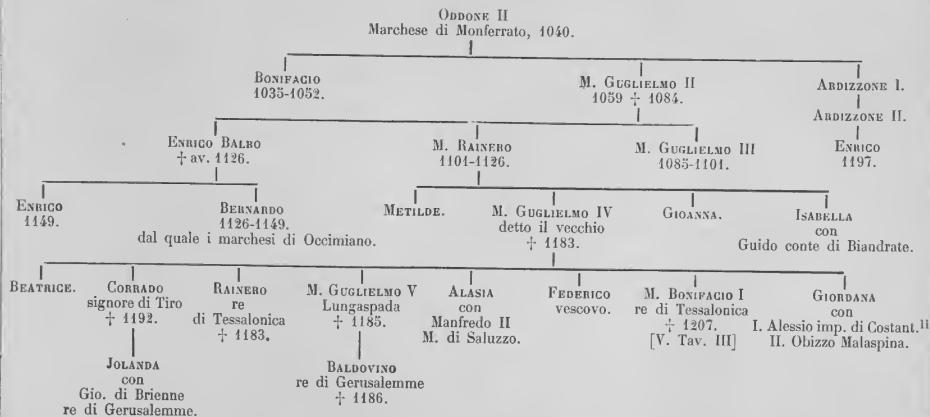 ODDONE II
Marchese di Monferrato, 1040.
BONIFACIO
1035-1052.
M. GUGLIELMO II
1059 † 1084.
ARDIZZONE I.
ARDIZZONE II.
ENRICO
1197.
ENRICO BALBO
† av. 1126.
M. RAINERO
1101-1126.
M. GUGLIELMO III
1085-1101.
ENRICO
1149.
BERNARDO
1126-1149.
dal quale i marchesi di Occimiano.
METILDE.
M. GUGLIELMO IV
detto il vecchio
† 1183.
GIOANNA.
ISABELLA
con
Guido conte di Biandrate.
BEATRICE.
CORRADO
signore di Tiro
† 1192.
JOLANDA
con
Gio. di Brienne
re di Gerusalemme.
RAINERO
re
di Tessalonica
† 1183.
M. GUGLIELMO V
Lungaspada
† 1185.
BALDOVINO
re di Gerusalemme
† 1186.
ALASIA
con
Manfredo II
M. di Saluzzo.
FEDERICO
vescovo.
M. BONIFACIO I
re di Tessalonica
† 1207.
[V. Tav. III]
GIORDANA
con
I. Alessio imp. di Costant.li
II. Obizzo Malaspina.